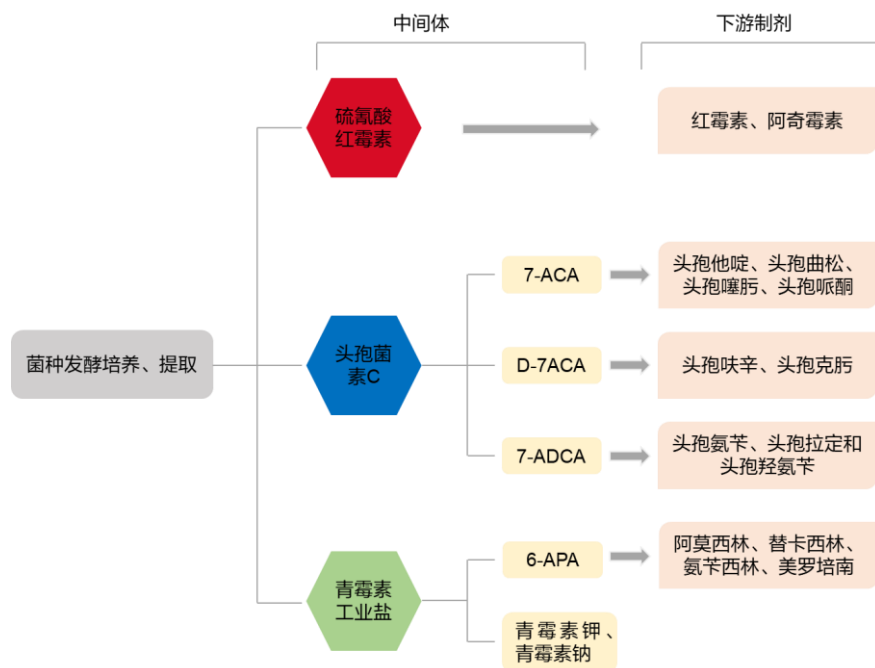 中间体
下游制剂
硫氰酸
红霉素
红霉素、阿奇霉素
菌种发酵培养、提取
头孢菌
素C
7-ACA
头孢他啶、头孢曲松、
头孢噻肟、头孢哌酮
D-7ACA
头孢呋辛、头孢克肟
7-ADCA
头孢氨苄、头孢拉定和
头孢羟氨苄
青霉素
工业盐
6-APA
阿莫西林、替卡西林、
氨苄西林、美罗培南
青霉素钾、
青霉素钠